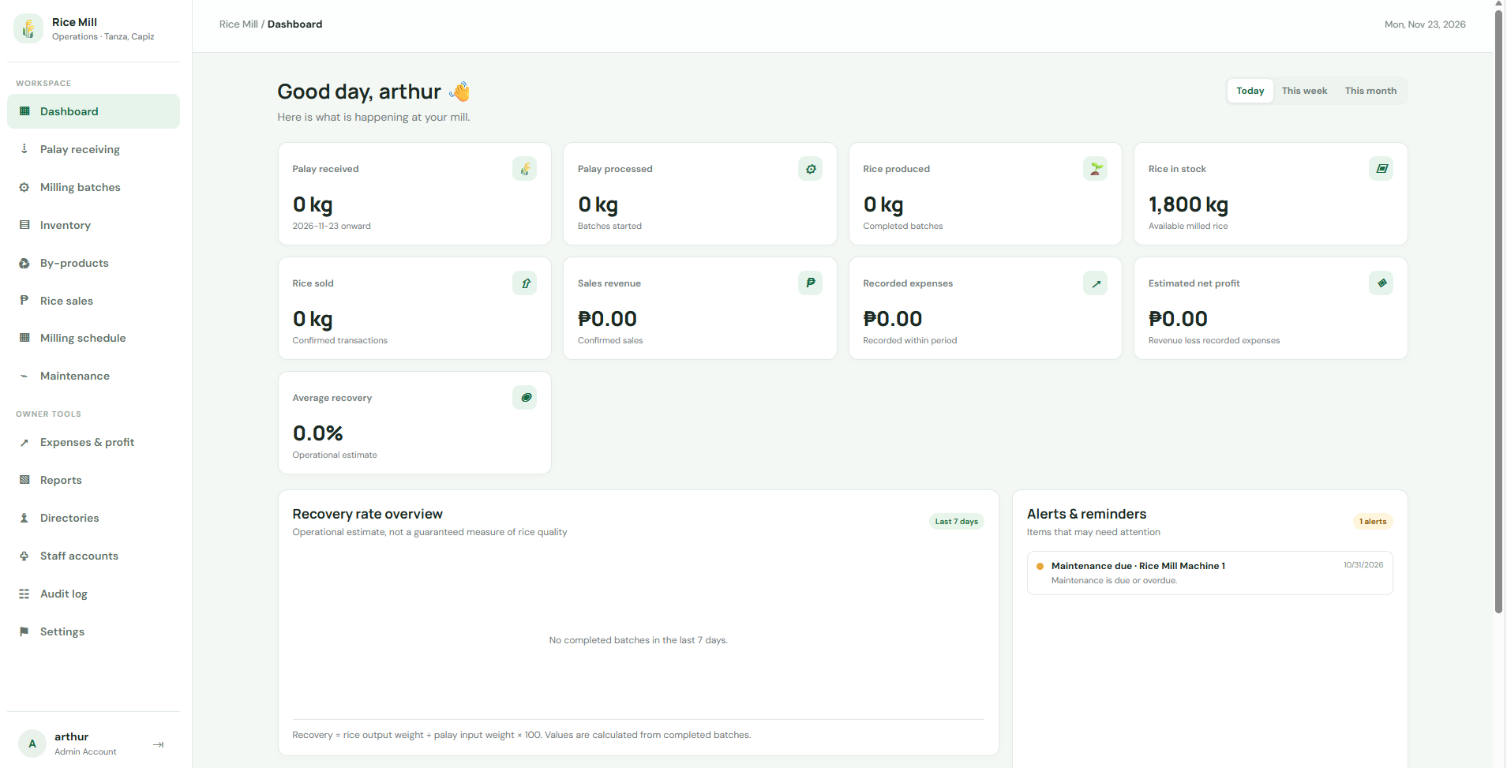 Rice Mill
Operations · Tanza, Capiz
WORKSPACE
Dashboard
Palay receiving
Milling batches
Inventory
By-products
₱ Rice sales
Milling schedule
Maintenance
OWNER TOOLS
Expenses & profit
Reports
Directories
Staff accounts
Audit log
Settings
A
arthur
Admin Account
Rice Mill / Dashboard
Mon, Nov 23, 2026
Good day, arthur 👋
Here is what is happening at your mill.
Today This week This month
Palay received
0 kg
2026-11-23 onward
Palay processed
0 kg
Batches started
Rice produced
0 kg
Completed batches
Rice in stock
1,800 kg
Available milled rice
Rice sold
0 kg
Confirmed transactions
Sales revenue
₱
₱0.00
Confirmed sales
Recorded expenses
₱0.00
Recorded within period
Estimated net profit
₱0.00
Revenue less recorded expenses
Average recovery
0.0%
Operational estimate
Recovery rate overview
Operational estimate, not a guaranteed measure of rice quality
Last 7 days
No completed batches in the last 7 days.
Recovery = rice output weight ÷ palay input weight × 100. Values are calculated from completed batches.
Alerts & reminders
Items that may need attention
1 alerts
Maintenance due · Rice Mill Machine 1
10/31/2026
Maintenance is due or overdue.